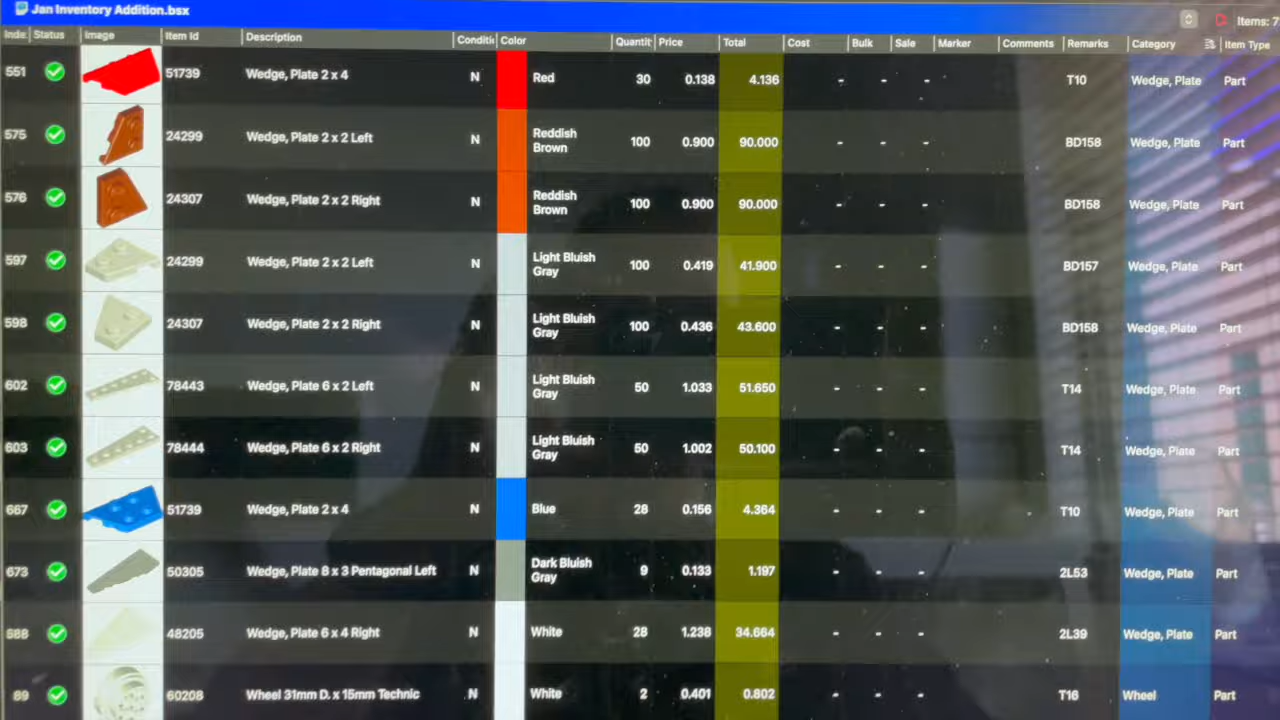 Jan Inventory Addition.bsx
Items: 7
Index Status Image Item Id Description Conditi Color Quantit Price Total Cost Bulk Sale Marker Comments Remarks Category Item Type
551 51739 Wedge, Plate 2 x 4 N Red 30 0.138 4.136 - - - T10 Wedge, Plate Part
575 24299 Wedge, Plate 2 x 2 Left N Reddish Brown 100 0.900 90.000 - - - BD158 Wedge, Plate Part
576 24307 Wedge, Plate 2 x 2 Right N Reddish Brown 100 0.900 90.000 - - - BD158 Wedge, Plate Part
597 24299 Wedge, Plate 2 x 2 Left N Light Bluish Gray 100 0.419 41.900 - - - BD157 Wedge, Plate Part
598 24307 Wedge, Plate 2 x 2 Right N Light Bluish Gray 100 0.436 43.600 - - - BD158 Wedge, Plate Part
602 78443 Wedge, Plate 6 x 2 Left N Light Bluish Gray 50 1.033 51.650 - - - T14 Wedge, Plate Part
603 78444 Wedge, Plate 6 x 2 Right N Light Bluish Gray 50 1.002 50.100 - - - T14 Wedge, Plate Part
667 51739 Wedge, Plate 2 x 4 N Blue 28 0.156 4.364 - - - T10 Wedge, Plate Part
673 50305 Wedge, Plate 8 x 3 Pentagonal Left N Dark Bluish Gray 9 0.133 1.197 - - - 2L53 Wedge, Plate Part
688 48205 Wedge, Plate 6 x 4 Right N White 28 1.238 34.664 - - - 2L39 Wedge, Plate Part
89 60208 Wheel 31mm D. x 15mm Technic N White 2 0.401 0.802 - - - T16 Wheel Part